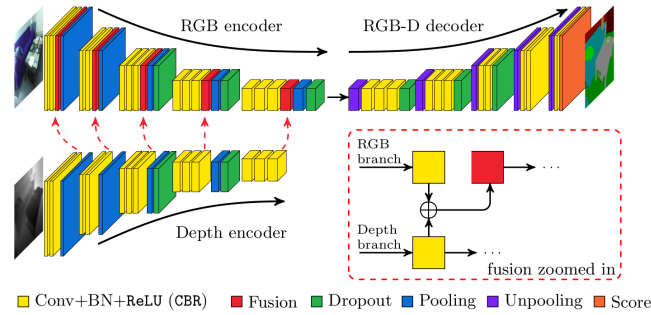 RGB encoder
RGB-D decoder
RGB
branch
...
Depth encoder
Depth
branch
...
fusion zoomed in
Conv+BN+ReLU (CBR) Fusion Dropout Pooling Unpooling Score